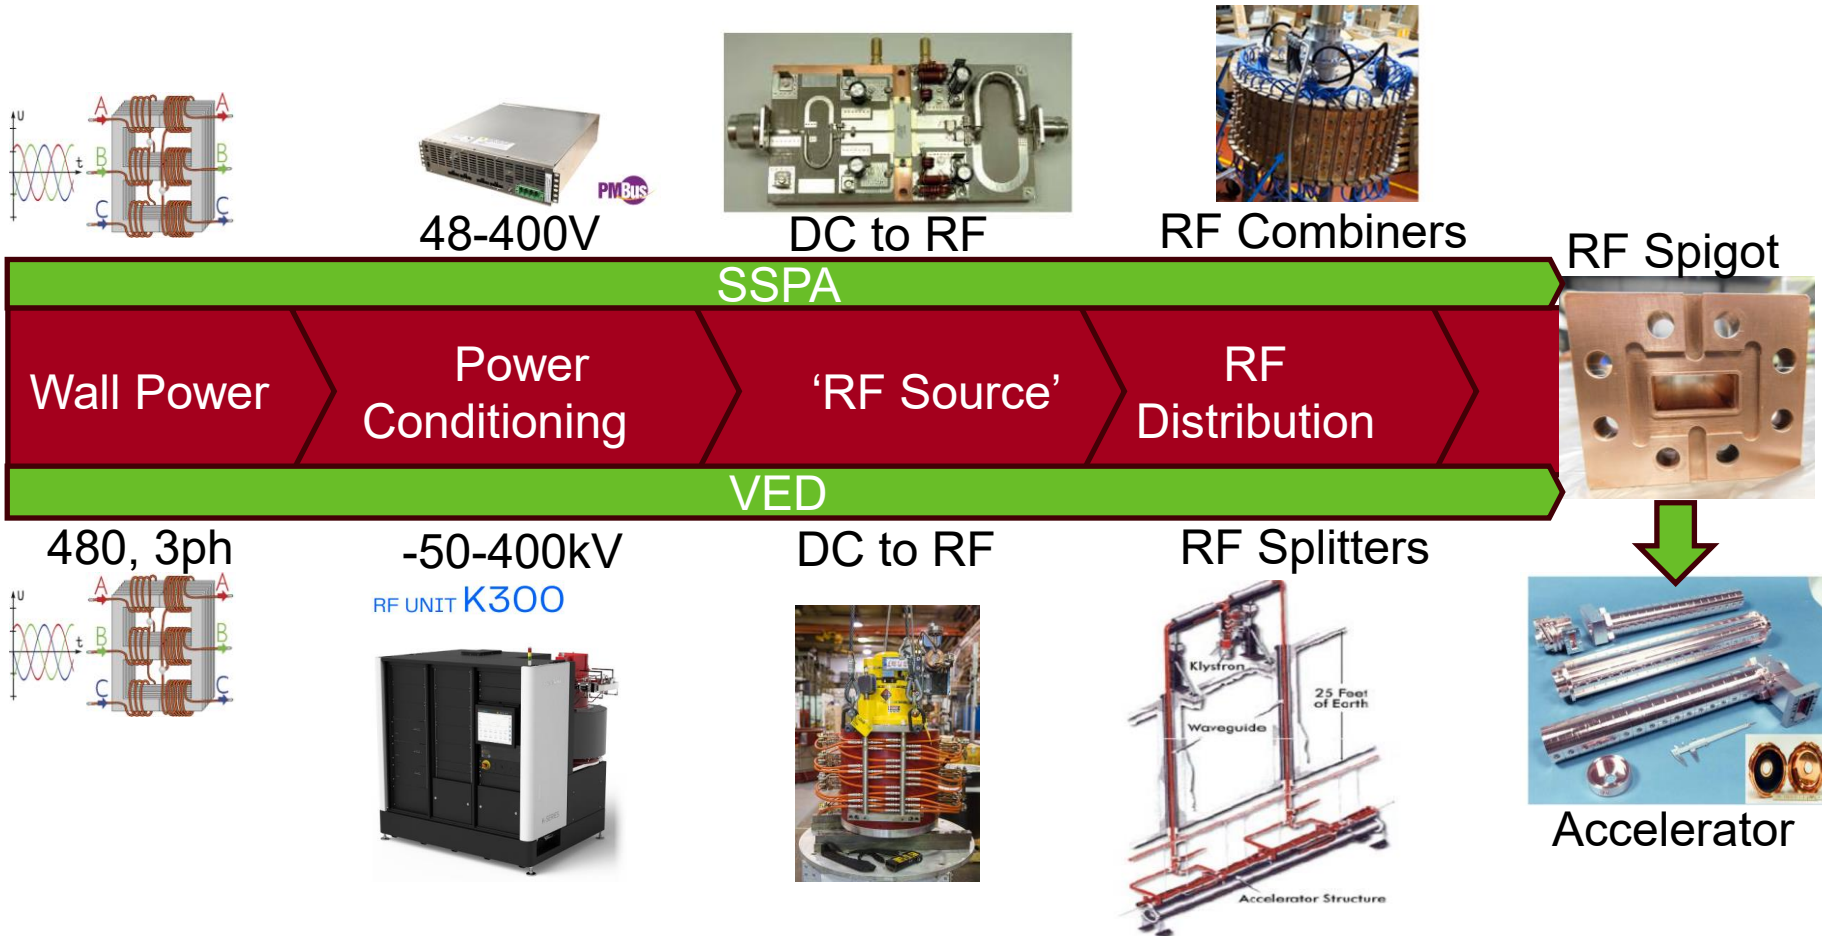 U
t
A
A
B
B
C
C
PMBus
48-400V
DC to RF
RF Combiners
RF Spigot
SSPA
Wall Power
Power
Conditioning
‘RF Source’
RF
Distribution
VED
480, 3ph
-50-400kV
DC to RF
RF Splitters
U
t
A
A
B
B
C
C
RF UNIT K300
Klystron
25 Feet
of Earth
Waveguide
Accelerator Structure
Accelerator